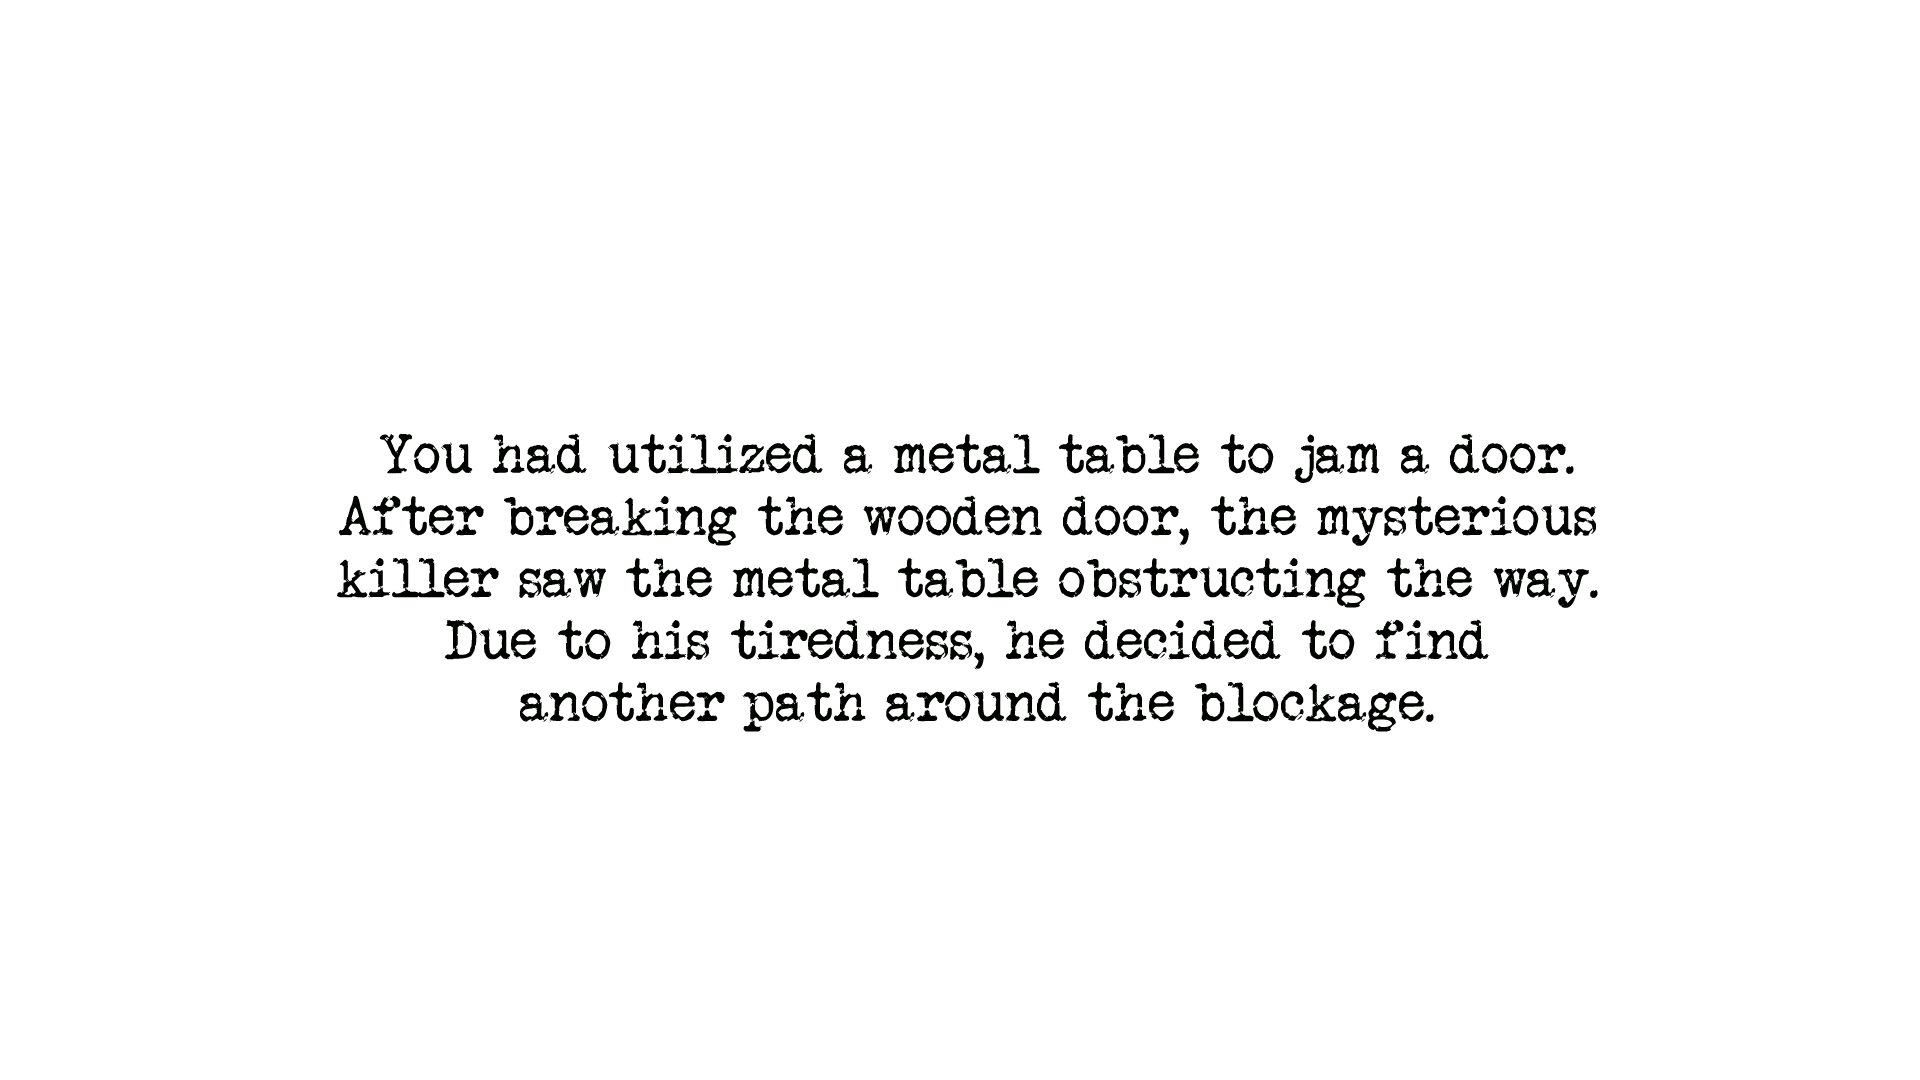 You had utilized a metal table to jam a door.
After breaking the wooden door, the mysterious
killer saw the metal table obstructing the way.
Due to his tiredness, he decided to find
another path around the blockage.